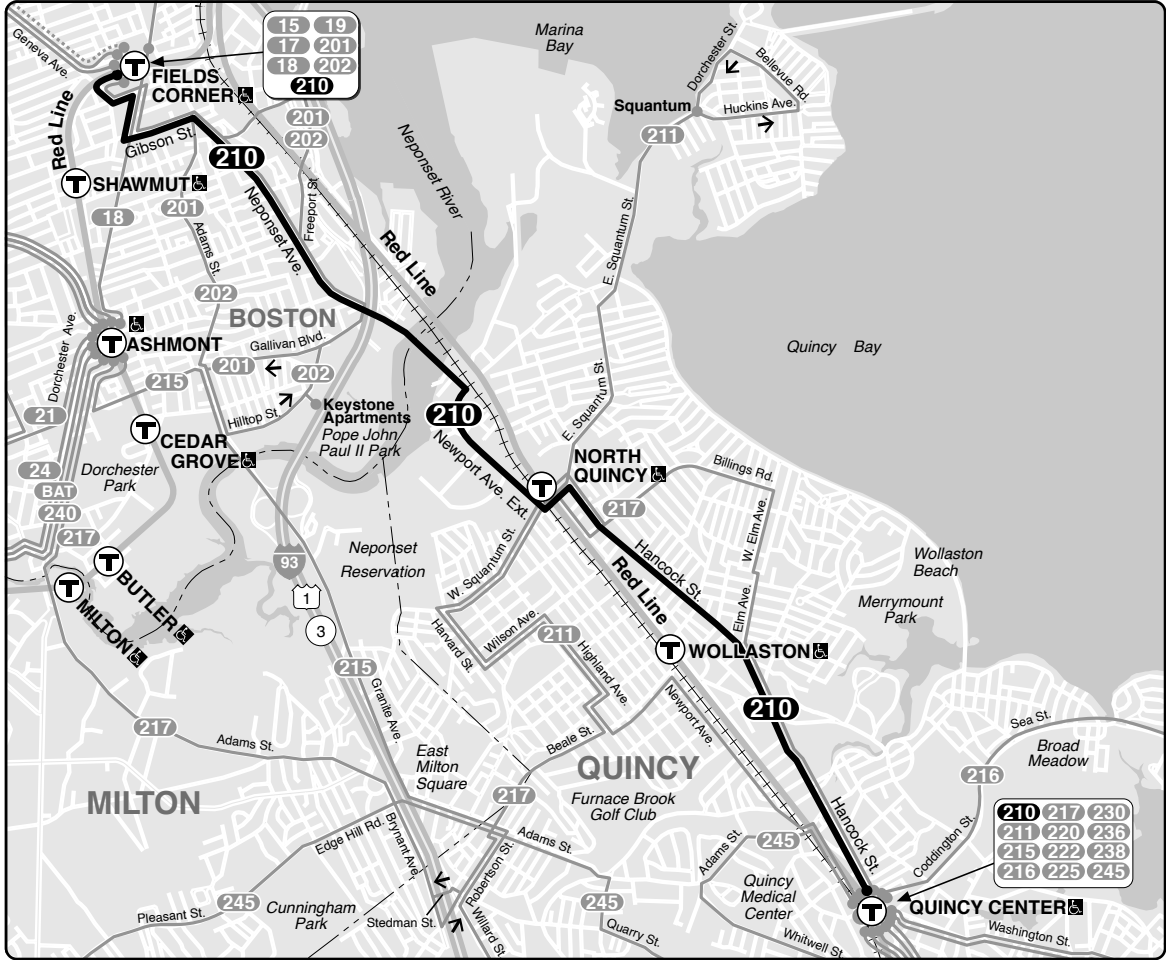 Geneva Ave.
T
FIELDS
CORNER
15 19
17 201
18 202
210
Marina
Bay
Dorchester St.
Bellevue Rd.
Squantum
Huckins Ave.
211
Red Line
201
202
Gibson St.
210
Neponset River
T
SHAWMUT
18
201
Adams St.
Neponset Ave.
Freeport St
Red Line
E. Squantum St.
202
BOSTON
Dorchester Ave.
T
ASHMONT
Gallivan Blvd.
201
202
215
Quincy Bay
21
Hilltop St.
Keystone
Apartments
Pope John
Paul II Park
210
E. Squantum St.
T
CEDAR
GROVE
24
BAT
240
217
Dorchester
Park
Newport Ave. Ext.
T
NORTH
QUINCY
Billings Rd.
217
W. Elm Ave.
T
BUTLER
T
MILTON
93
1
3
Neponset
Reservation
W. Squantum St.
Hancock St.
Red Line
Elm Ave.
Wollaston
Beach
Merrymount
Park
Harvard St.
Wilson Ave.
211
Highland Ave.
T
WOLLASTON
215
Granite Ave.
Newport Ave.
210
217
Adams St.
East
Milton
Square
Beale St.
QUINCY
Sea St.
Broad
Meadow
216
MILTON
217
Furnace Brook
Golf Club
Hancock St.
Coddington St.
210 217 230
211 220 236
215 222 238
216 225 245
Edge Hill Rd.
Brynant Ave.
Adams St.
Adams St.
245
Robertson St.
Quincy
Medical
Center
Pleasant St.
245
Cunningham
Park
Stedman St.
Willard St
245
Quarry St.
Whitwell St.
T
QUINCY CENTER
Washington St.